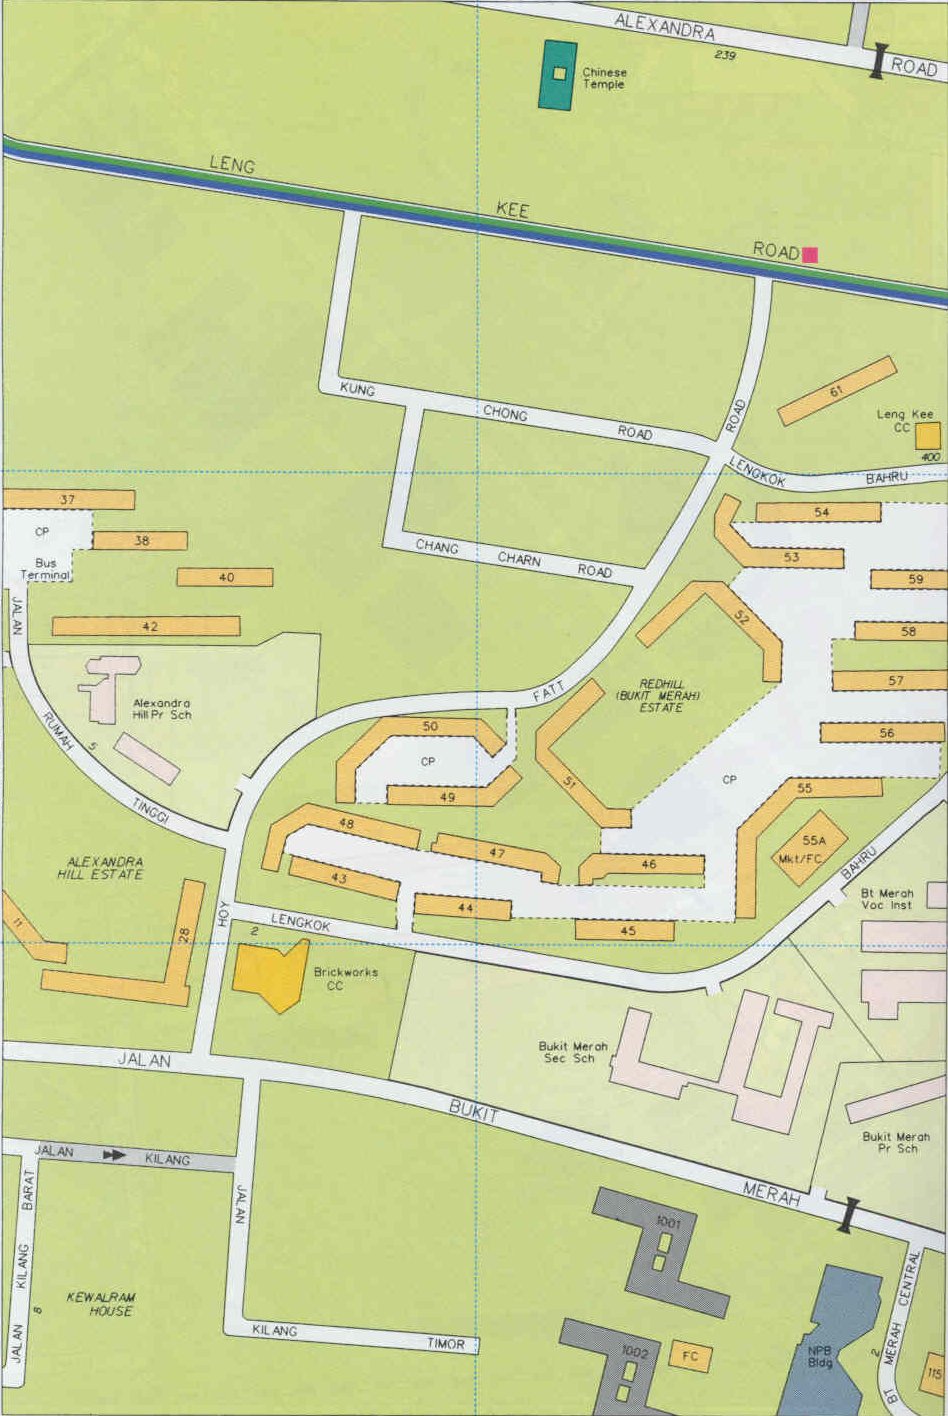 ALEXANDRA
ROAD
239
Chinese
Temple
LENG
KEE
ROAD
KUNG
CHONG
ROAD
ROAD
61
Leng Kee
CC
400
LENGKOK
BAHRU
37
CP
38
Bus
Terminal
40
42
JALAN
CHANG
CHARN
ROAD
54
53
59
52
58
57
56
55
Alexandra
Hill Pr Sch
RUMAH
5
TINGGI
FATT
REDHILL
(BUKIT MERAH)
ESTATE
50
CP
49
51
CP
48
47
46
43
44
45
55A
Mkt/FC
BAHRU
Bt Merah
Voc Inst
ALEXANDRA
HILL ESTATE
11
28
HOY
LENGKOK
2
Brickworks
CC
Bukit Merah
Sec Sch
Bukit Merah
Pr Sch
JALAN
BUKIT
MERAH
JALAN
KILANG
JALAN KILANG BARAT
8
JALAN
KEWALRAM
HOUSE
KILANG
TIMOR
1001
1002
FC
NPB
Bldg
BT MERAH CENTRAL
2
115